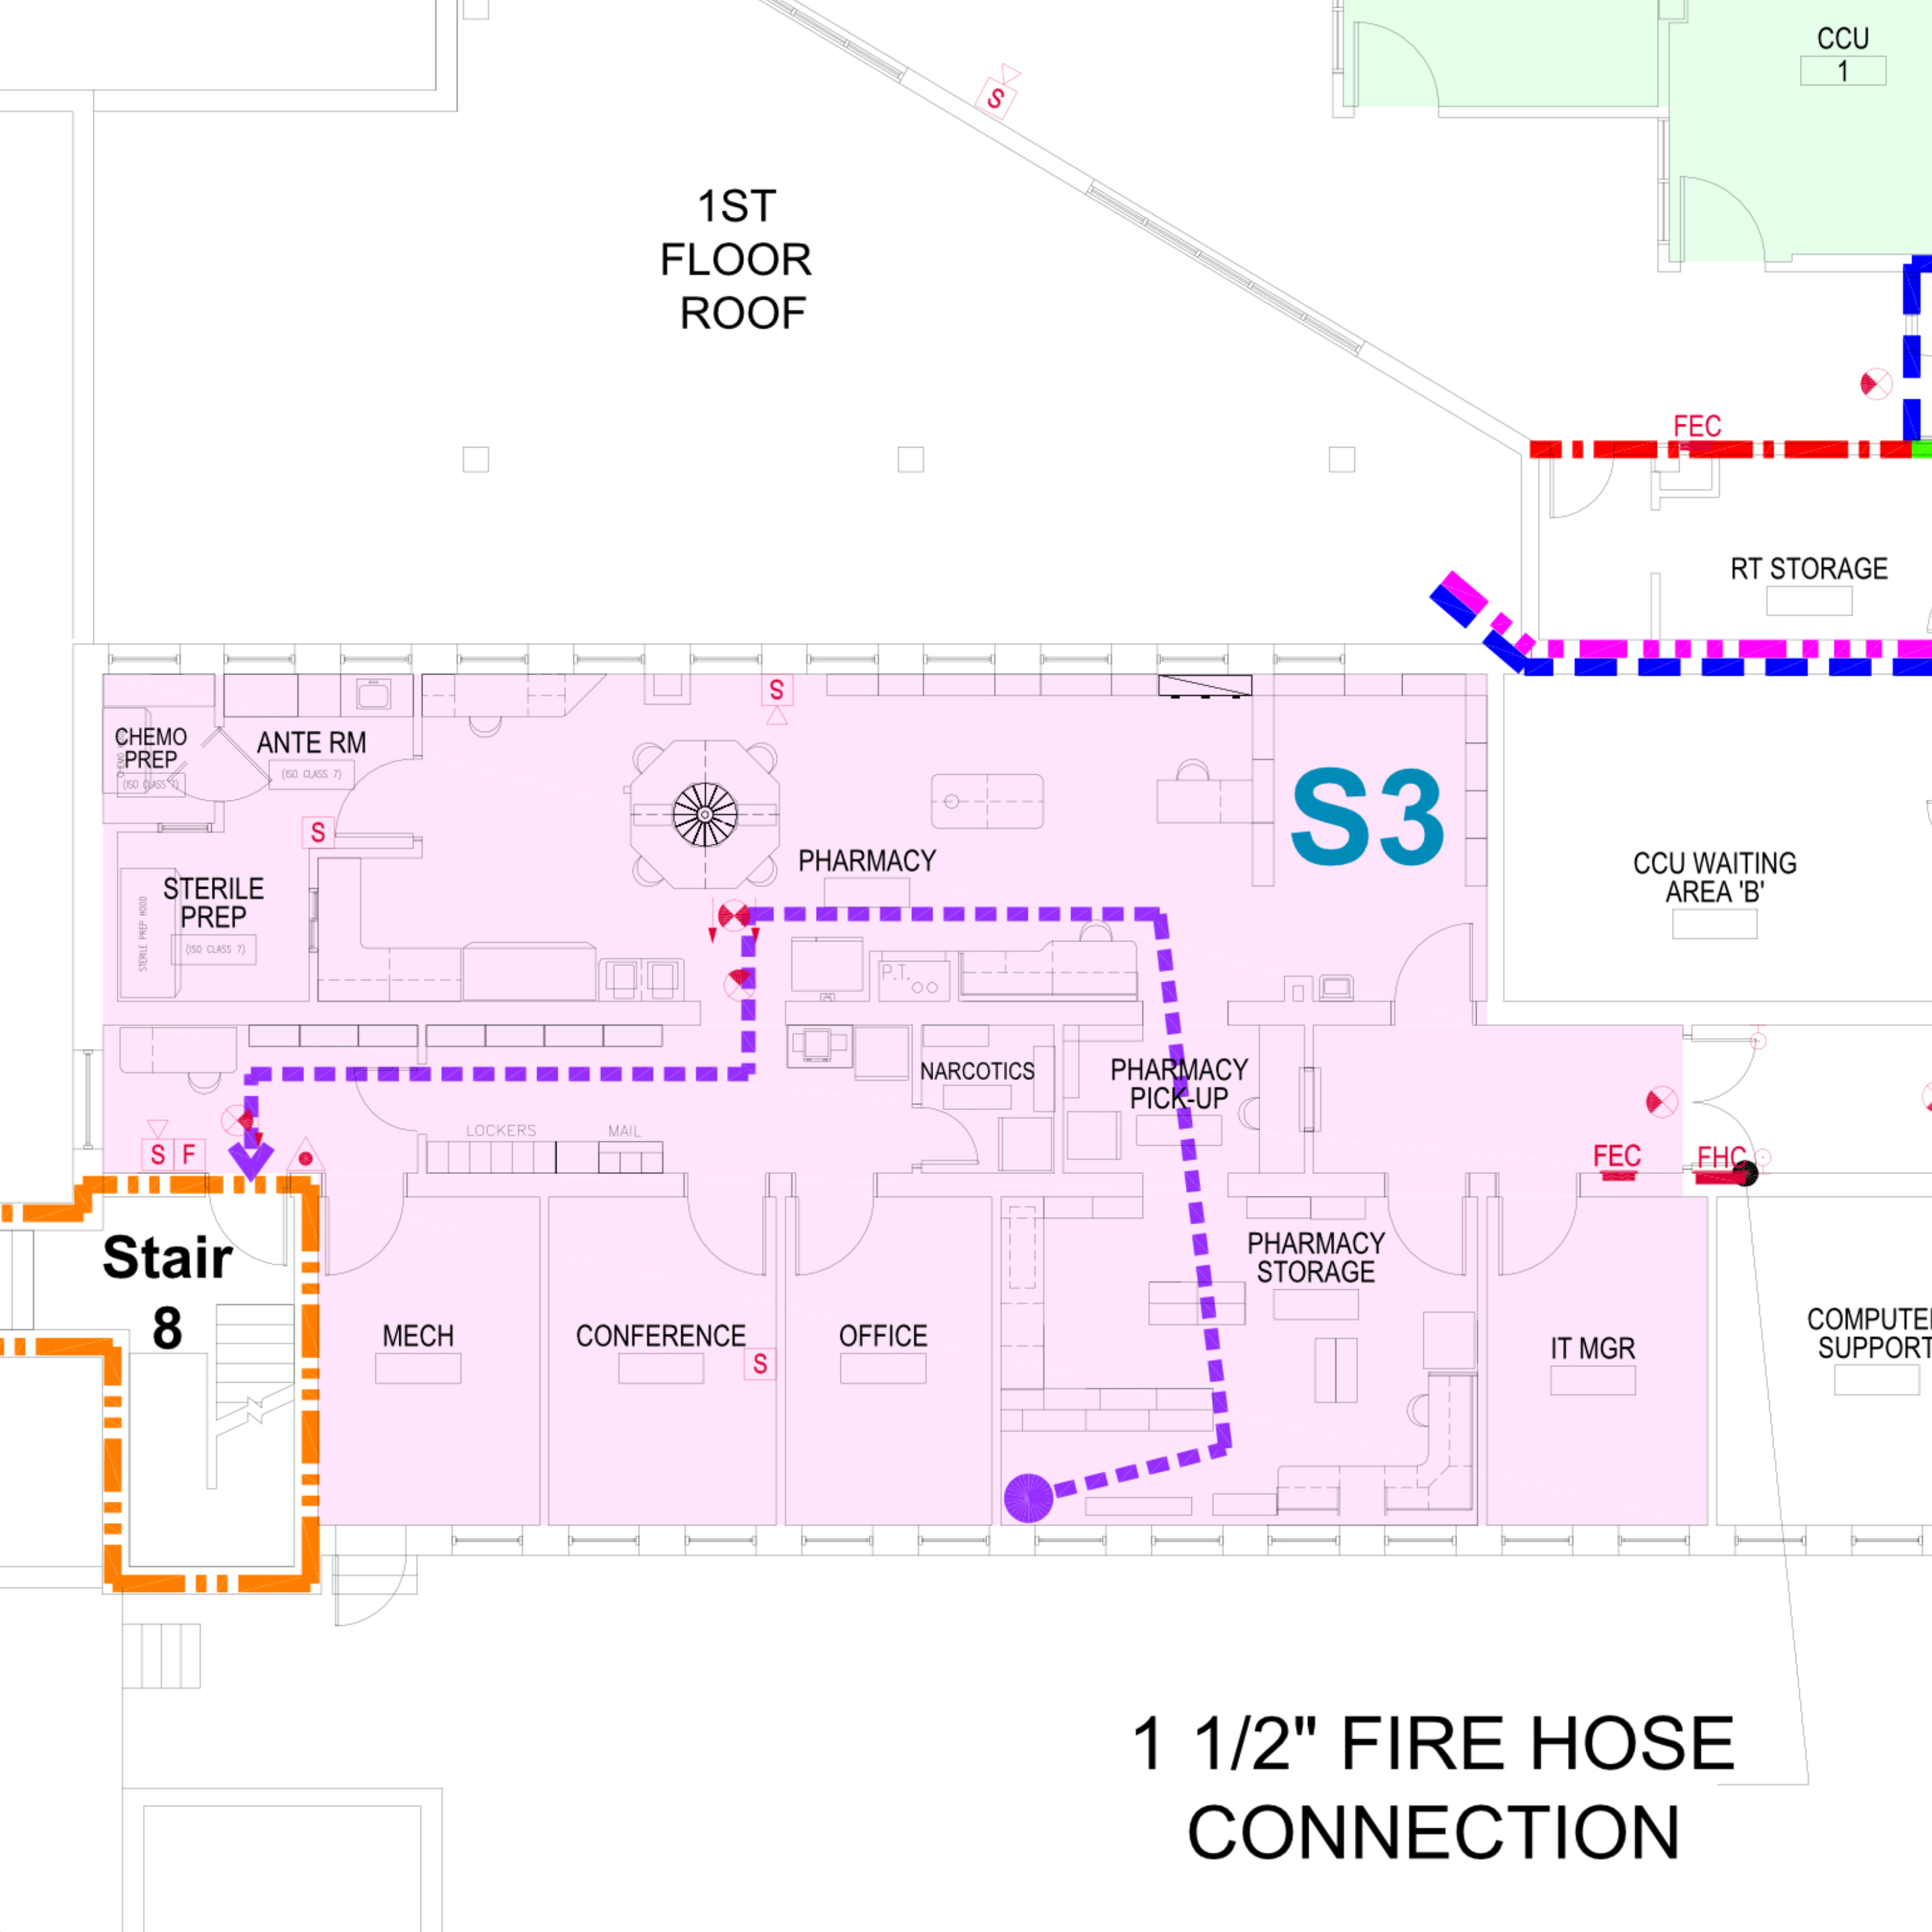 CCU
1
S
1ST
FLOOR
ROOF
FEC
RT STORAGE
S
CHEMO
PREP
(ISO CLASS 7)
ANTE RM
(ISO CLASS 7)
S3
S
PHARMACY
CCU WAITING
AREA 'B'
STERILE
PREP
(ISO CLASS 7)
STERILE PREP HOOD
P.T.
NARCOTICS
PHARMACY
PICK-UP
LOCKERS
MAIL
S F
FEC
FHC
Stair
8
PHARMACY
STORAGE
MECH
CONFERENCE
S
OFFICE
IT MGR
SUPPORT
1 1/2" FIRE HOSE
CONNECTION